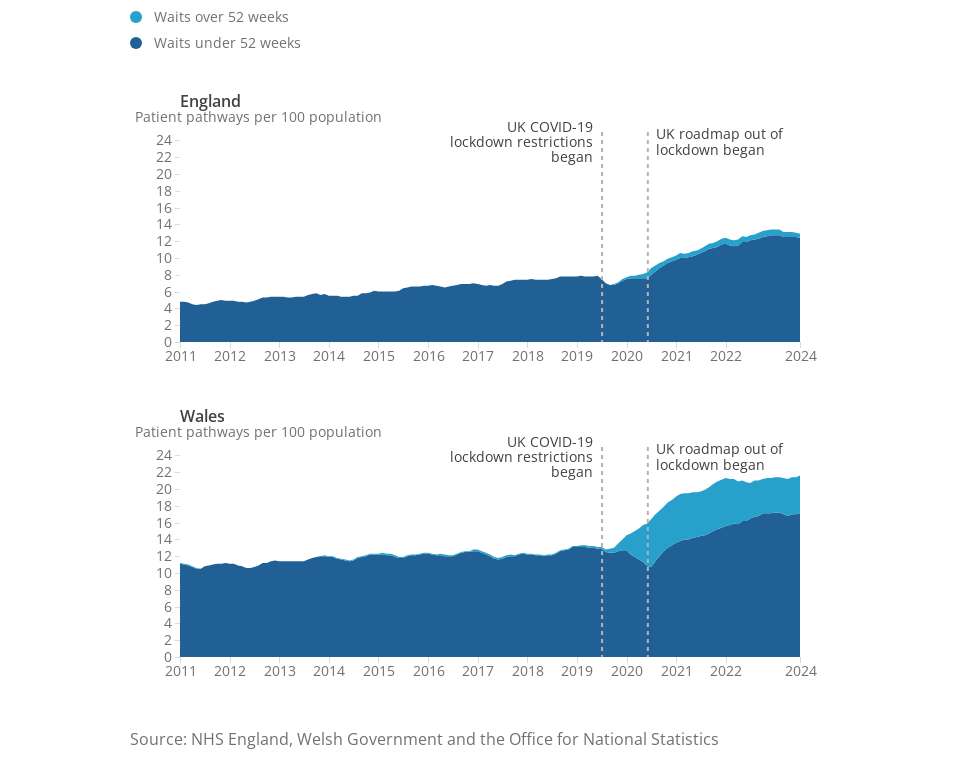 Waits over 52 weeks
Waits under 52 weeks
England
Patient pathways per 100 population
UK COVID-19
lockdown restrictions
began
UK roadmap out of
lockdown began
24
22
20
18
16
14
12
10
8
6
4
2
0
2011 2012 2013 2014 2015 2016 2017 2018 2019 2020 2021 2022 2024
Wales
Patient pathways per 100 population
UK COVID-19
lockdown restrictions
began
UK roadmap out of
lockdown began
24
22
20
18
16
14
12
10
8
6
4
2
0
2011 2012 2013 2014 2015 2016 2017 2018 2019 2020 2021 2022 2024
Source: NHS England, Welsh Government and the Office for National Statistics